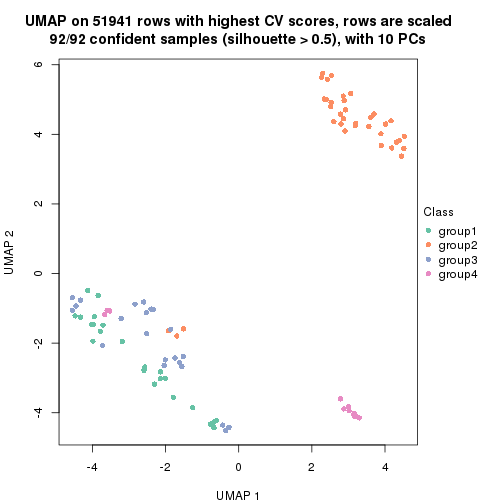 UMAP on 51941 rows with highest CV scores, rows are scaled
92/92 confident samples (silhouette > 0.5), with 10 PCs
6
4
2
0
-2
-4
UMAP 2
-4
-2
0
2
4
UMAP 1
Class
group1
group2
group3
group4